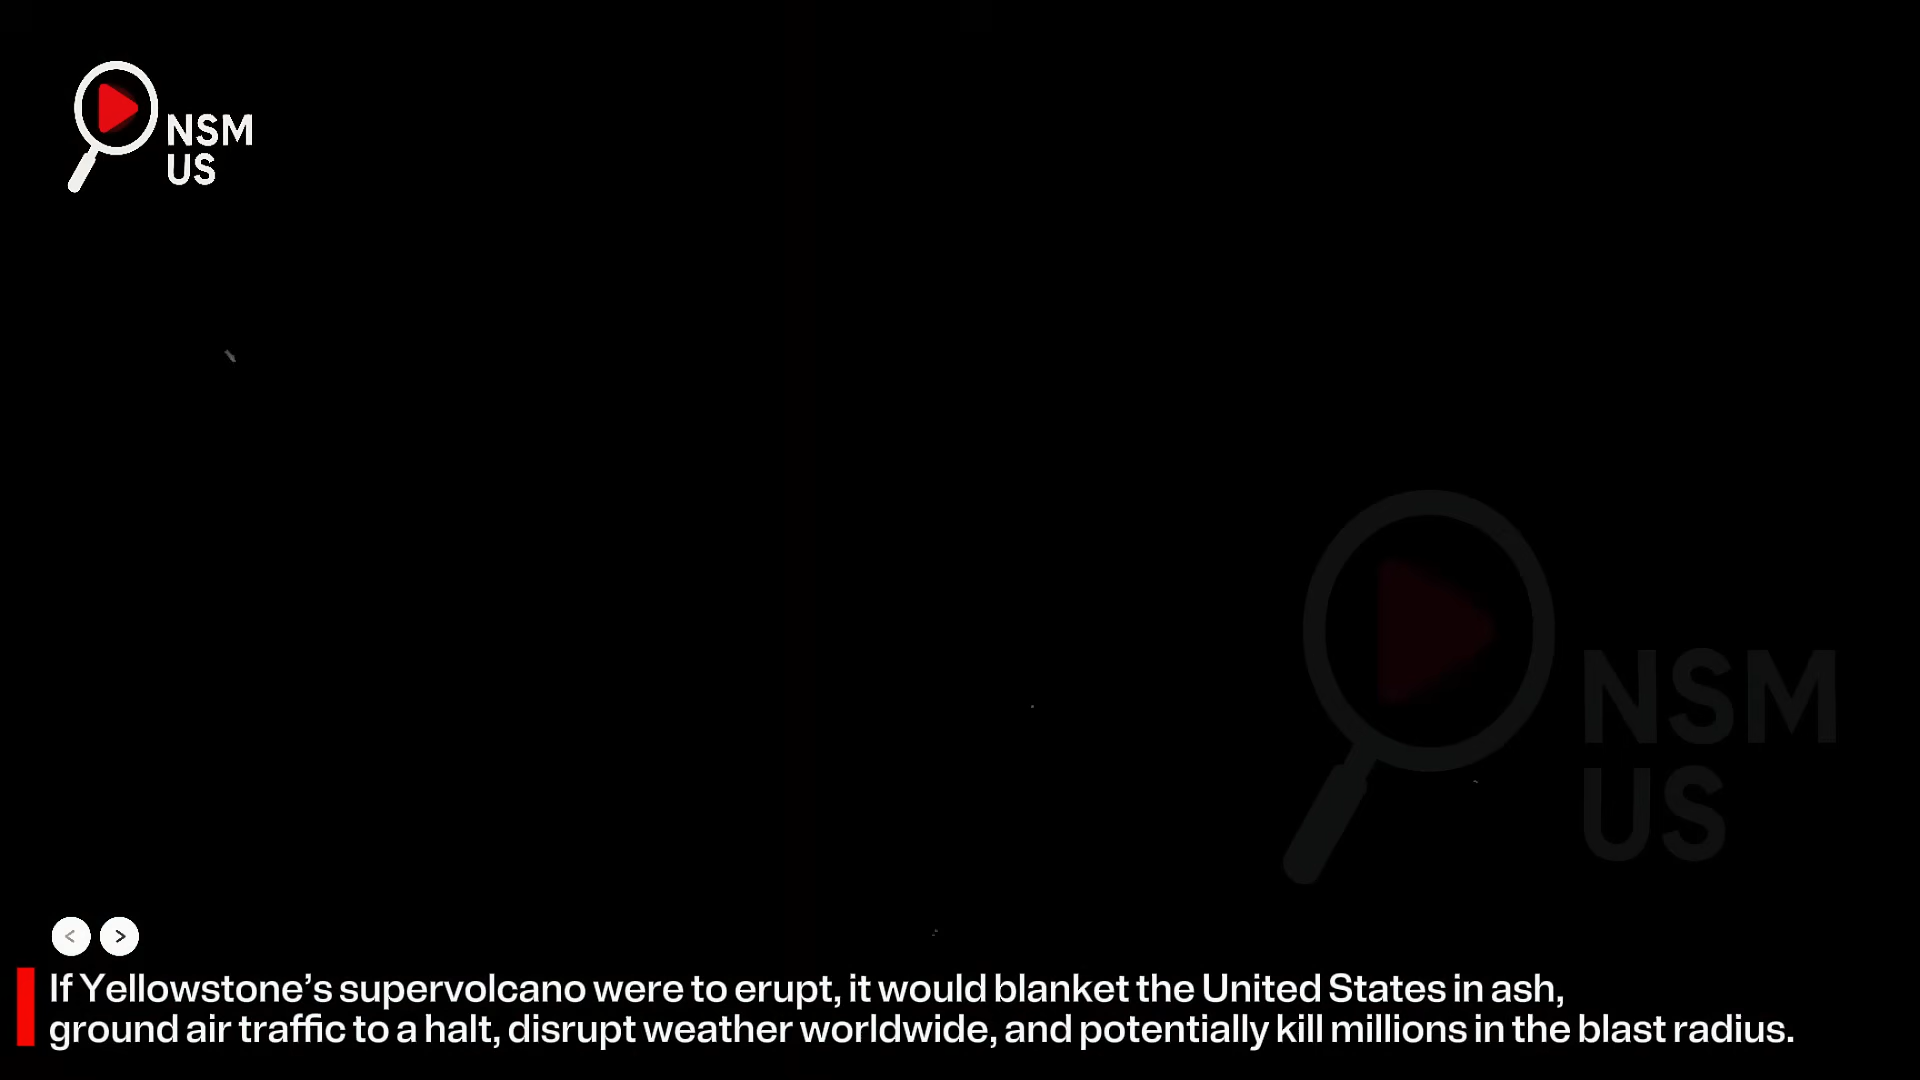 NSM
US
NSM
US
< >
If Yellowstone’s supervolcano were to erupt, it would blanket the United States in ash,
ground air traffic to a halt, disrupt weather worldwide, and potentially kill millions in the blast radius.